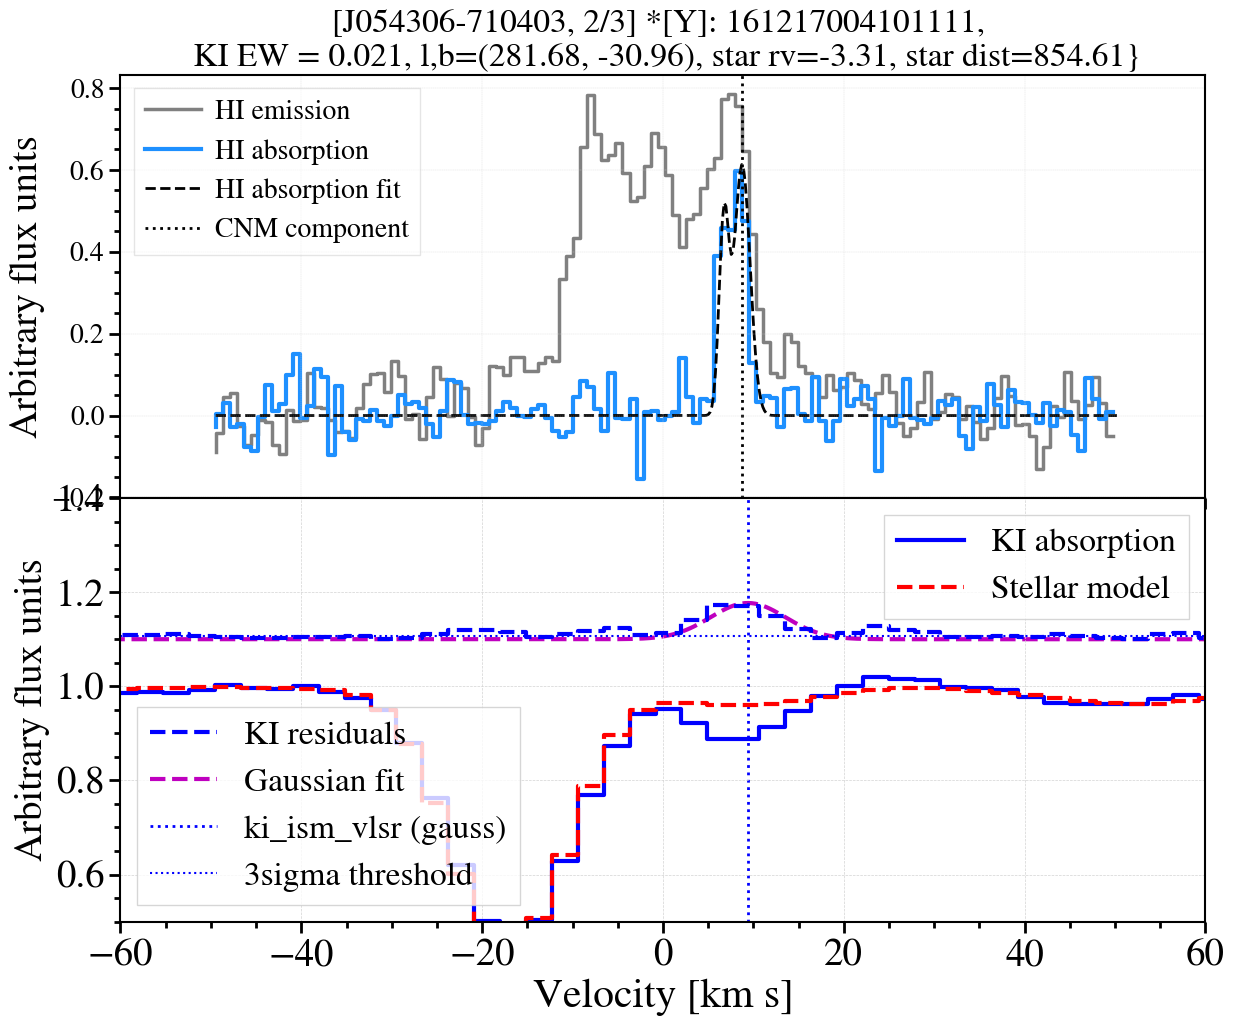 [J054306-710403, 2/3] *[Y]: 161217004101111,
KI EW = 0.021, l,b=(281.68, -30.96), star rv=-3.31, star dist=854.61}
Arbitrary flux units
0.8
0.6
0.4
0.2
0.0
HI emission
HI absorption
HI absorption fit
CNM component
Arbitrary flux units
1.4
1.2
1.0
0.8
0.6
KI absorption
Stellar model
KI residuals
Gaussian fit
ki_ism_vlsr (gauss)
3sigma threshold
−60 −40 −20 0 20 40 60
Velocity [km s]